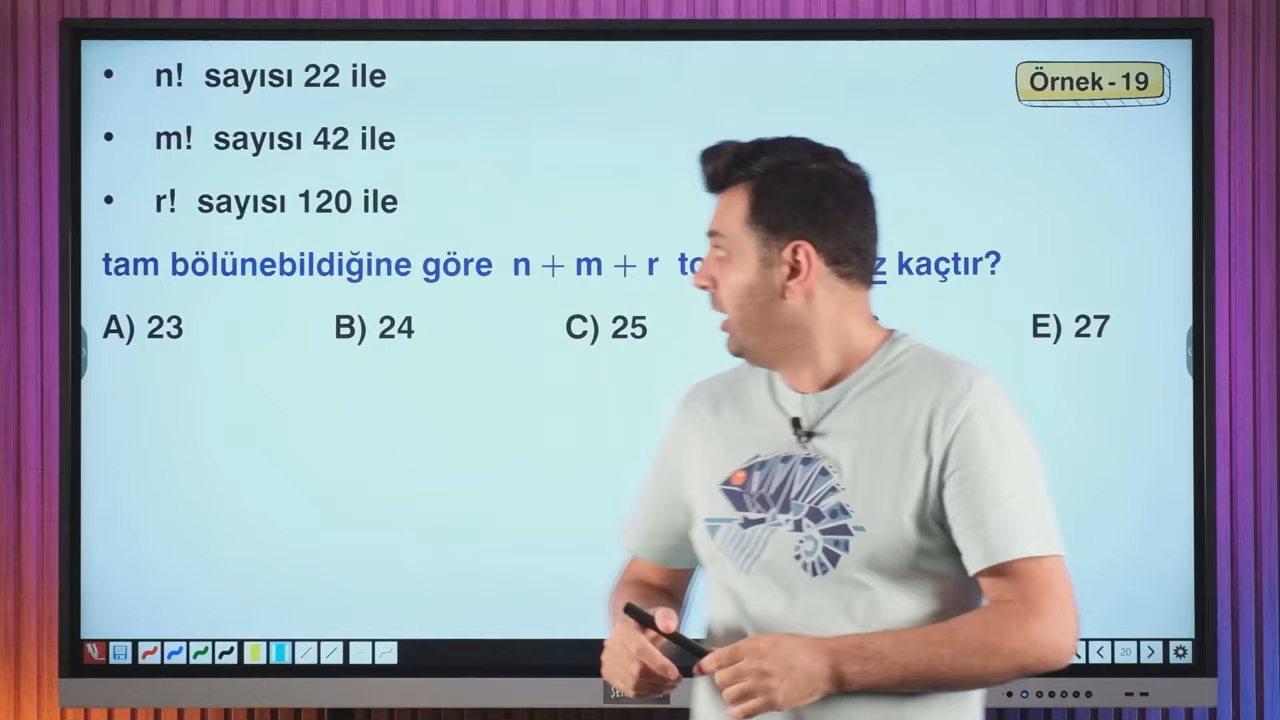 Örnek - 19
• n! sayısı 22 ile
• m! sayısı 42 ile
• r! sayısı 120 ile
tam bölünebildiğine göre n + m + r kaçtır?
A) 23 B) 24 C) 25 E) 27
20